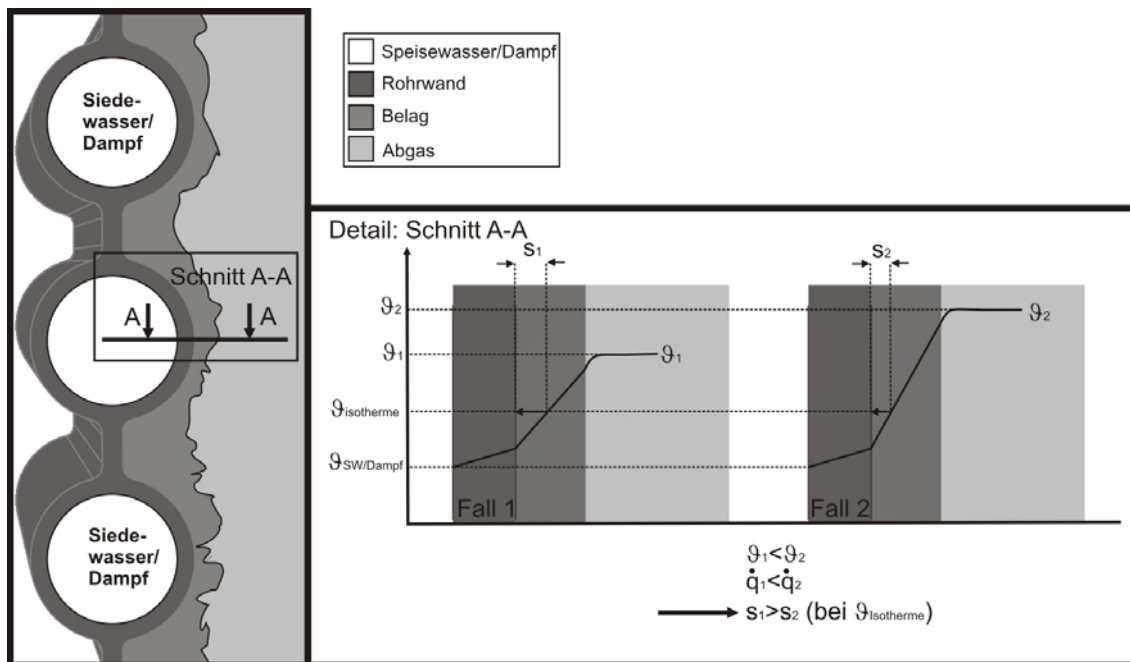 Siede-
wasser/
Dampf
Schnitt A-A
A A
Siede-
wasser/
Dampf
Speisewasser/Dampf
Rohrwand
Belag
Abgas
Detail: Schnitt A-A
s₁ s₂
ϑ₂ ϑ₂
ϑ₁ ϑ₁
ϑisotherme
ϑSW/Dampf
Fall 1 Fall 2
ϑ₁<ϑ₂
q̇₁<q̇₂
s₁>s₂ (bei ϑIsotherme)